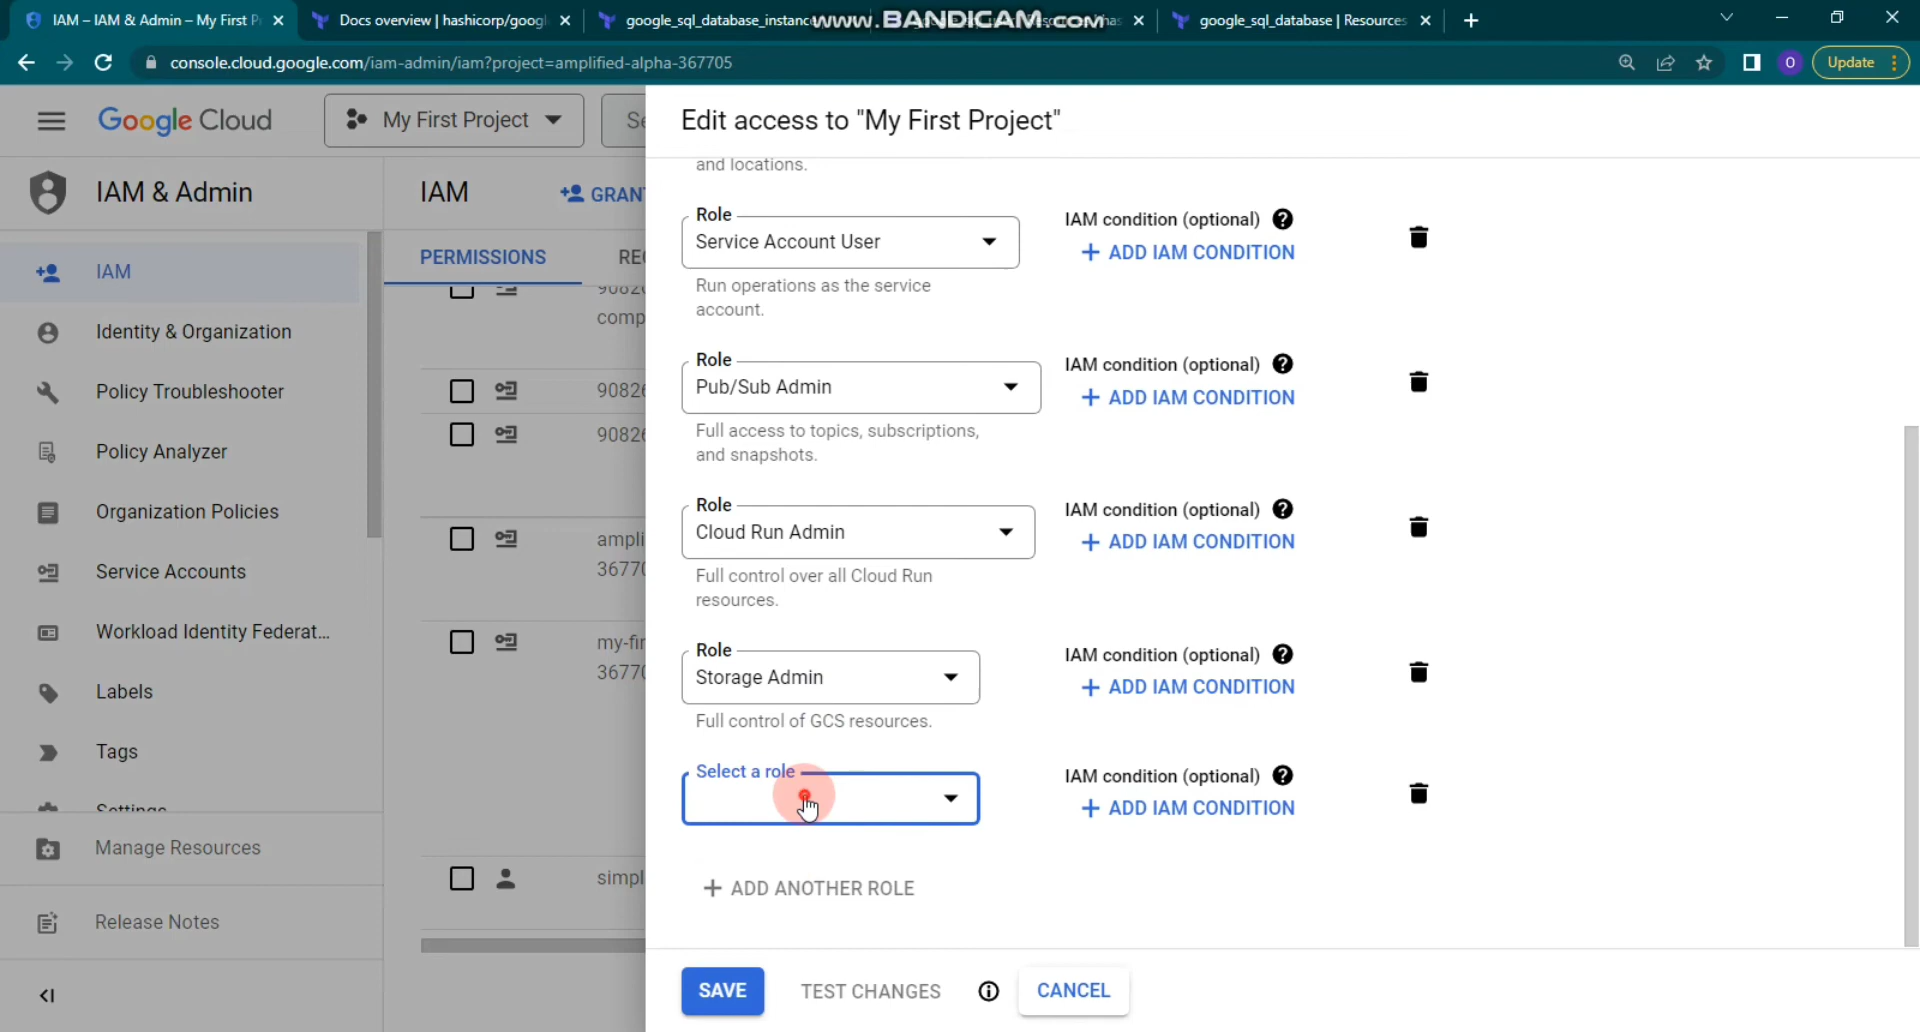 IAM – IAM & Admin – My First P
Docs overview | hashicorp/googl
google_sql_database_instance
www.BANDICAM.com
google_sql_database | Resources
console.cloud.google.com/iam-admin/iam?project=amplified-alpha-367705
O
Update
Google Cloud
My First Project
Se
Edit access to "My First Project"
IAM & Admin
IAM
GRANT
PERMISSIONS
REC
IAM
Identity & Organization
Policy Troubleshooter
Policy Analyzer
Organization Policies
Service Accounts
Workload Identity Federat...
Labels
Tags
Settings
Manage Resources
Release Notes
90826
comp
90826
90826
ampli
36770
my-fir
36770
simpl
and locations.
Role
Service Account User
IAM condition (optional)
+ ADD IAM CONDITION
Run operations as the service
account.
Role
Pub/Sub Admin
IAM condition (optional)
+ ADD IAM CONDITION
Full access to topics, subscriptions,
and snapshots.
Role
Cloud Run Admin
IAM condition (optional)
+ ADD IAM CONDITION
Full control over all Cloud Run
resources.
Role
Storage Admin
IAM condition (optional)
+ ADD IAM CONDITION
Full control of GCS resources.
Select a role
IAM condition (optional)
+ ADD IAM CONDITION
+ ADD ANOTHER ROLE
SAVE
TEST CHANGES
CANCEL